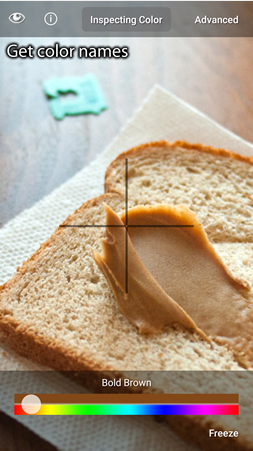 Inspecting Color
Advanced
Get color names
Bold Brown
Freeze